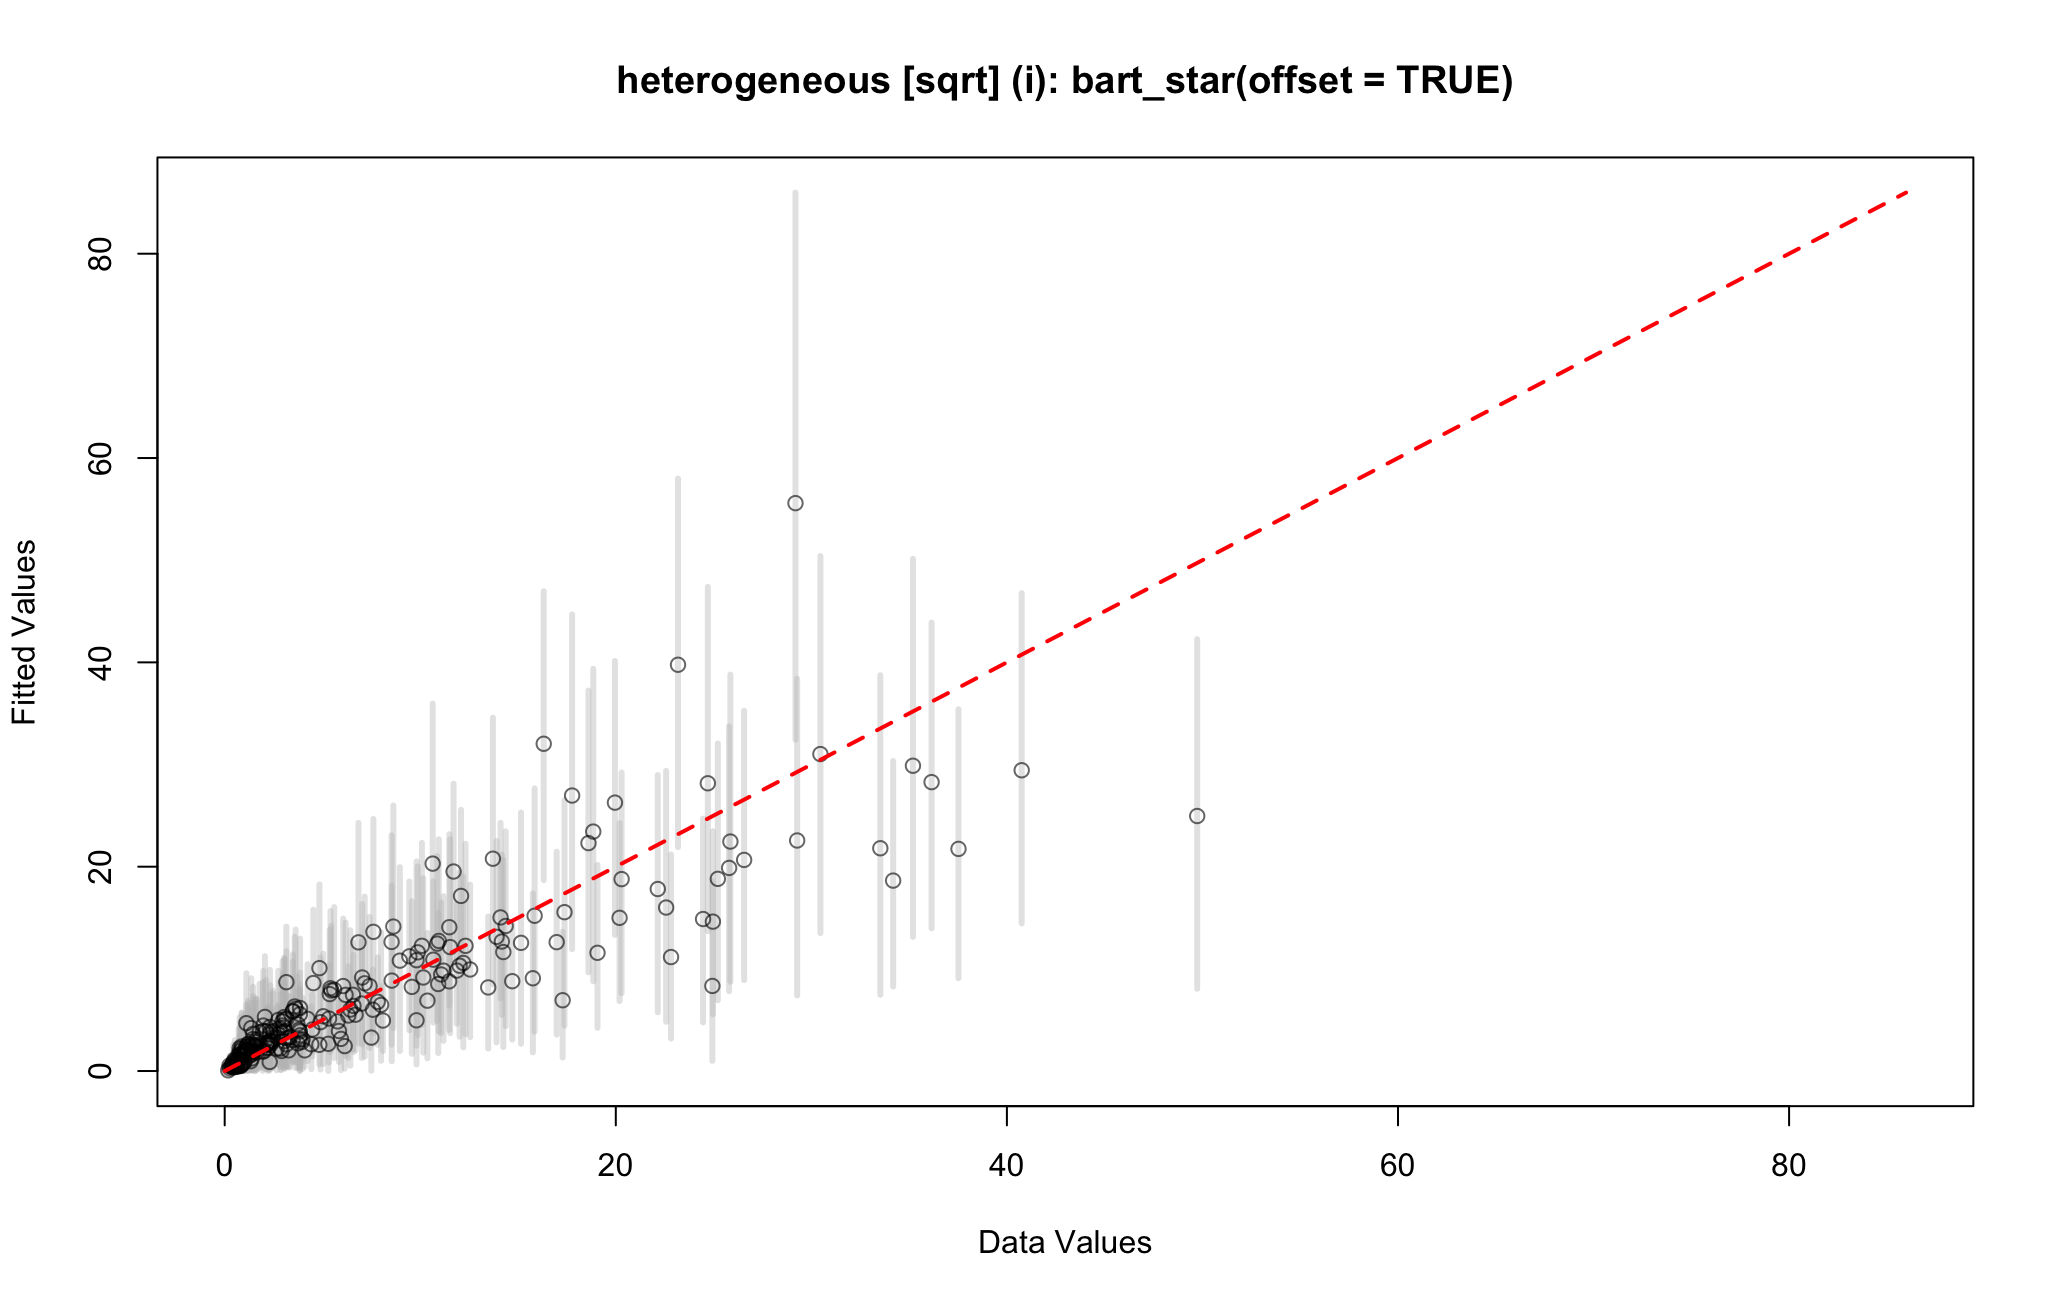 heterogeneous [sqrt] (i): bart_star(offset = TRUE)
Fitted Values
80
60
40
20
0
0 20 40 60 80
Data Values